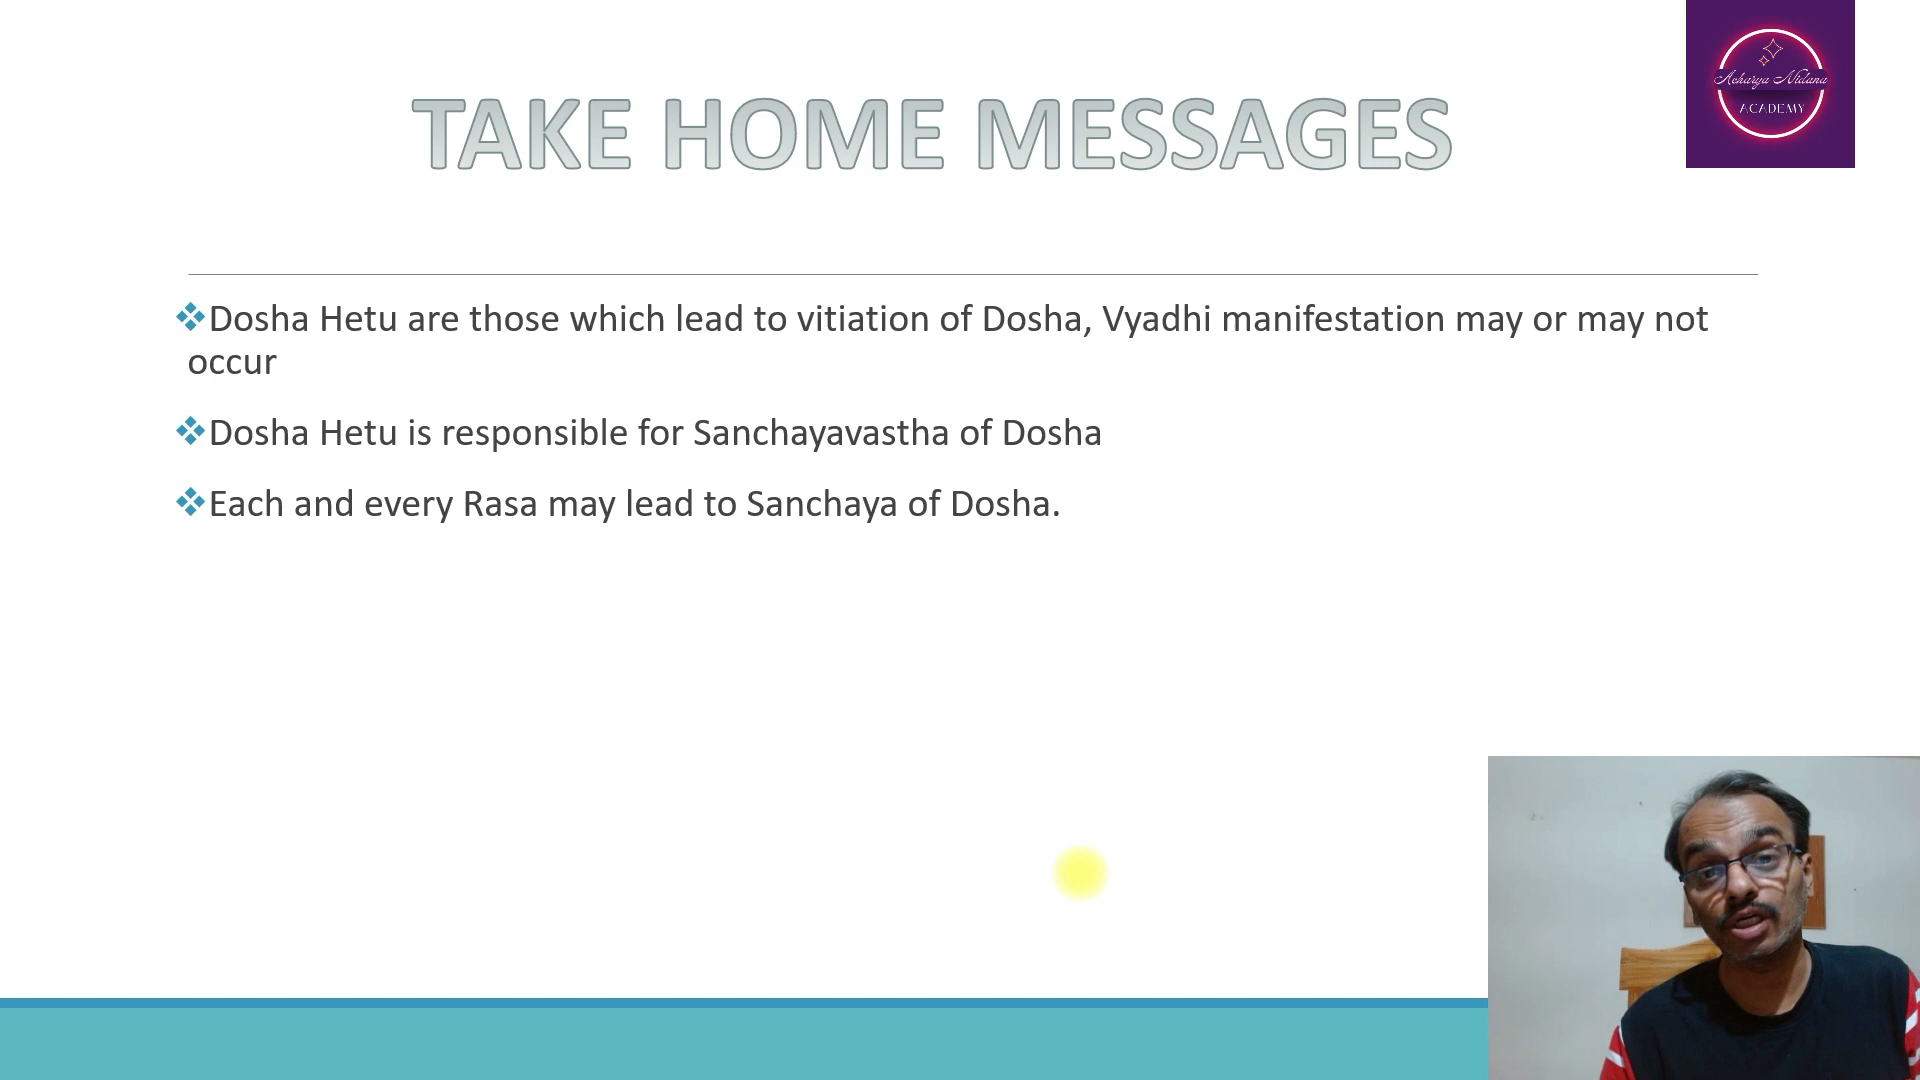 Acharya Nidana
ACADEMY
TAKE HOME MESSAGES
❖Dosha Hetu are those which lead to vitiation of Dosha, Vyadhi manifestation may or may not
occur
❖Dosha Hetu is responsible for Sanchayavastha of Dosha
❖Each and every Rasa may lead to Sanchaya of Dosha.